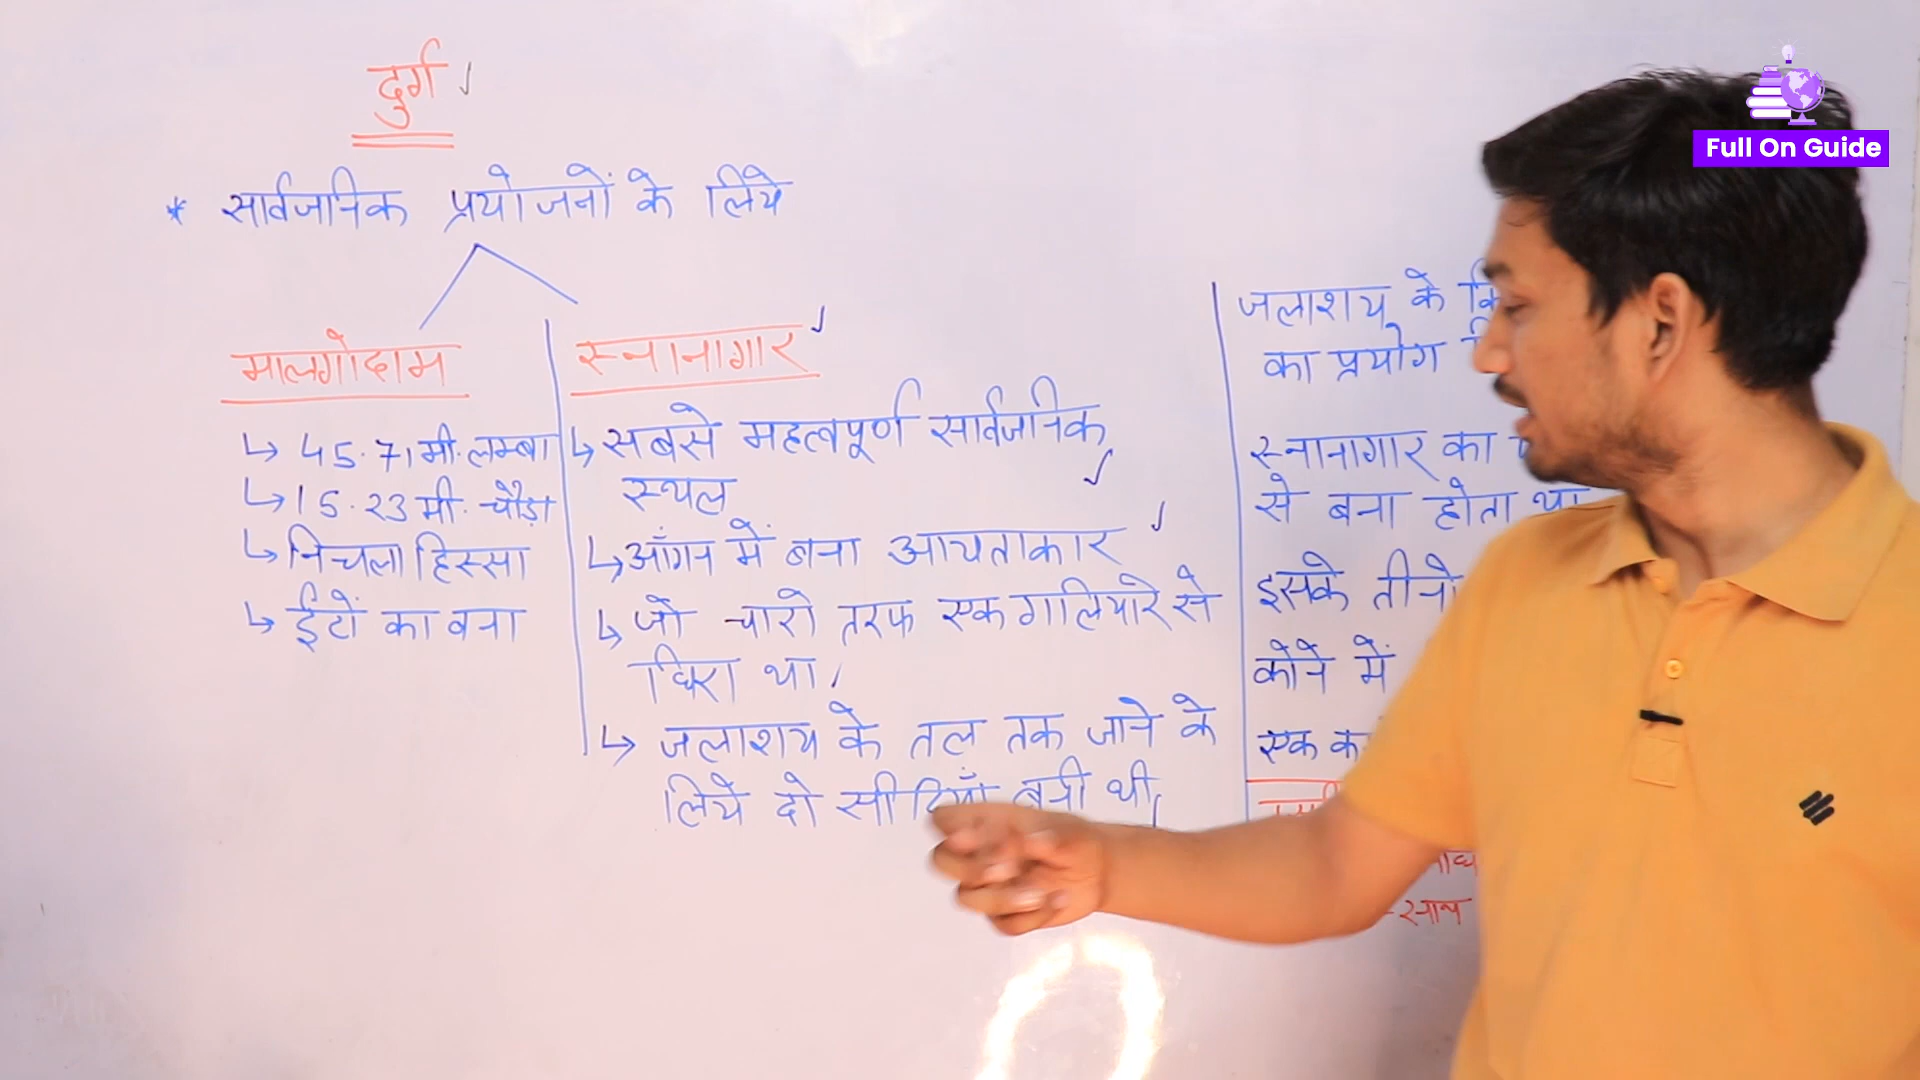 दुर्ग
* सार्वजनिक प्रयोजनों के लिये
मालगोदाम
↳ 45.71 मी. लम्बा
↳ 15.23 मी. चौड़ा
↳ निचला हिस्सा
↳ ईटों का बना
स्नानागार
↳ सबसे महत्वपूर्ण सार्वजनिक
स्थल
↳ आँगन में बना आयताकार
↳ जो चारो तरफ एक गलियारे से
घिरा था,
↳ जलाशय के तल तक जाने के
लिये दो सीढियाँ बनी थी,
जलाशय के
का प्रयोग
स्नानागार का
से बना होता था
इसके तीनो
कोने में
एक
Full On Guide